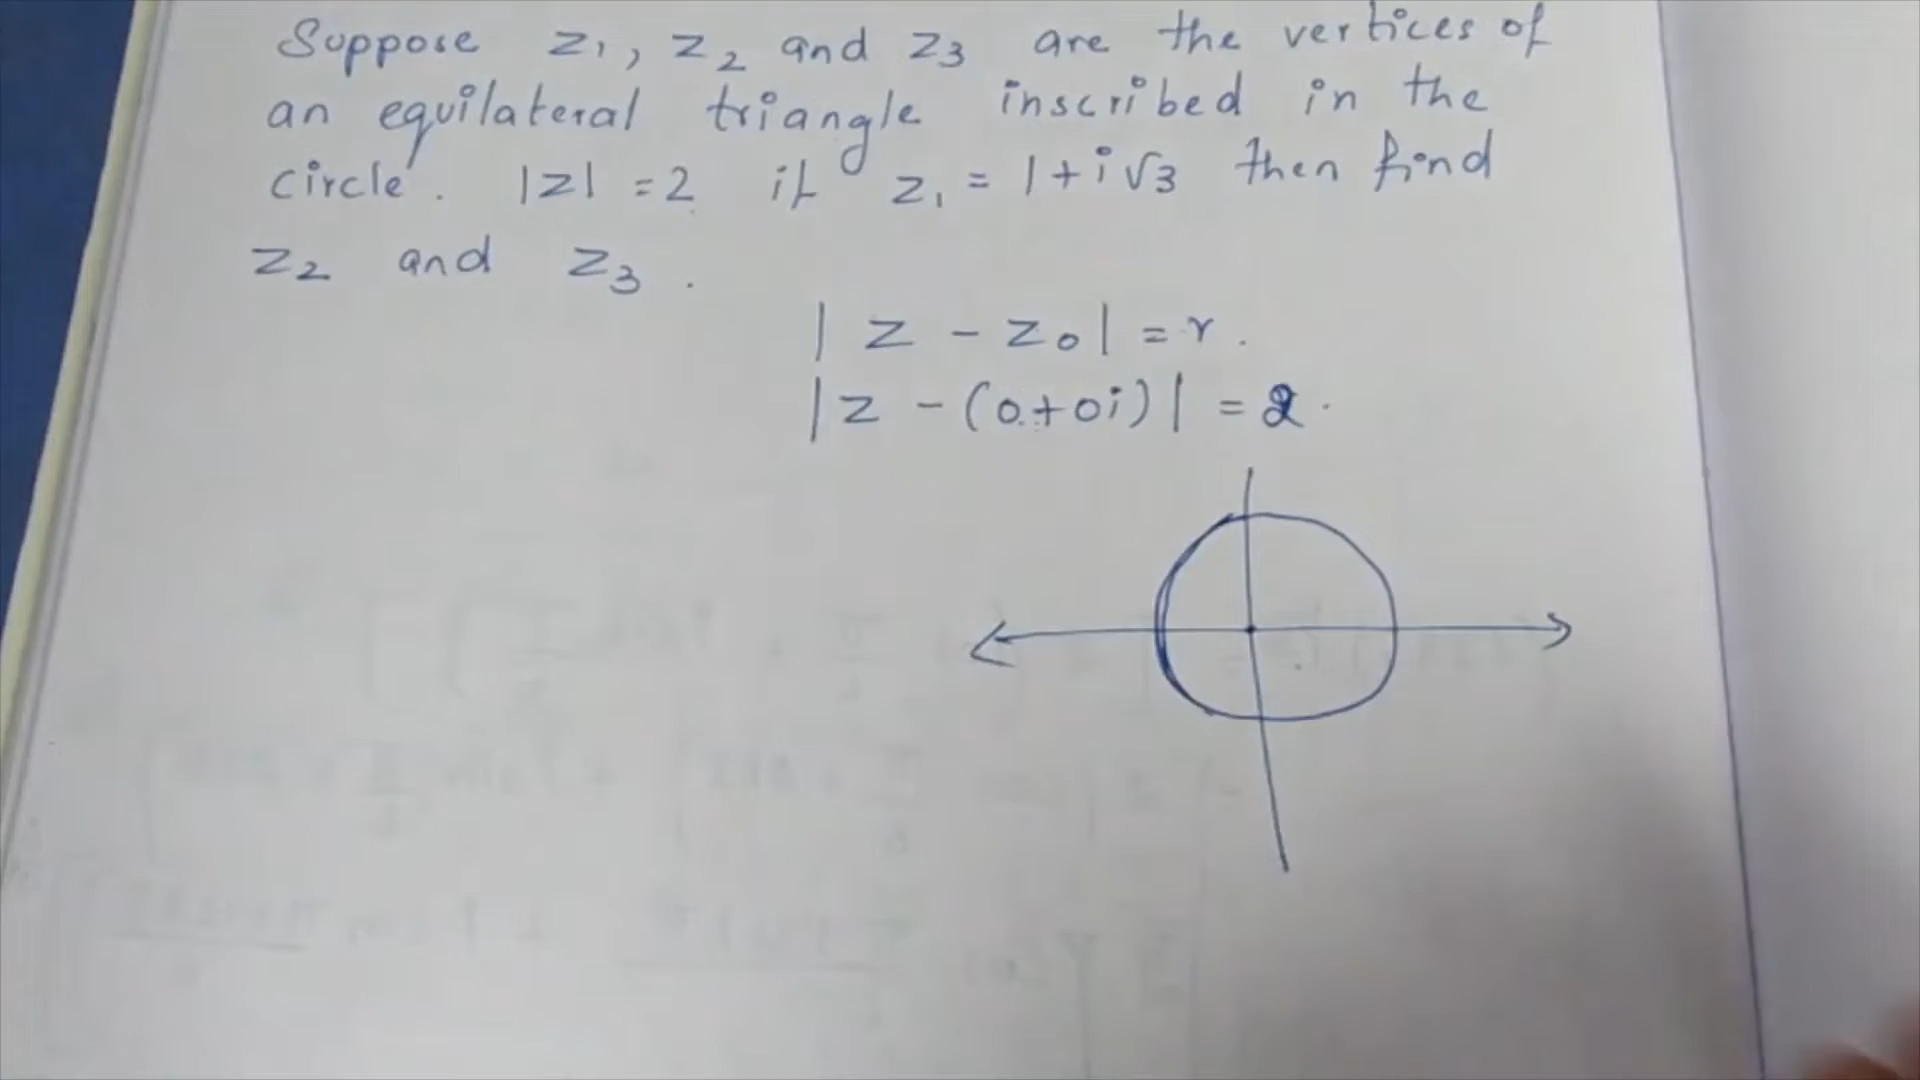 Suppose z₁, z₂ and z₃ are the vertices of
an equilateral triangle inscribed in the
circle. |z| = 2 if z₁ = 1+i√3 then find
z₂ and z₃.
|z - z₀| = r.
|z - (0+0i)| = 2.